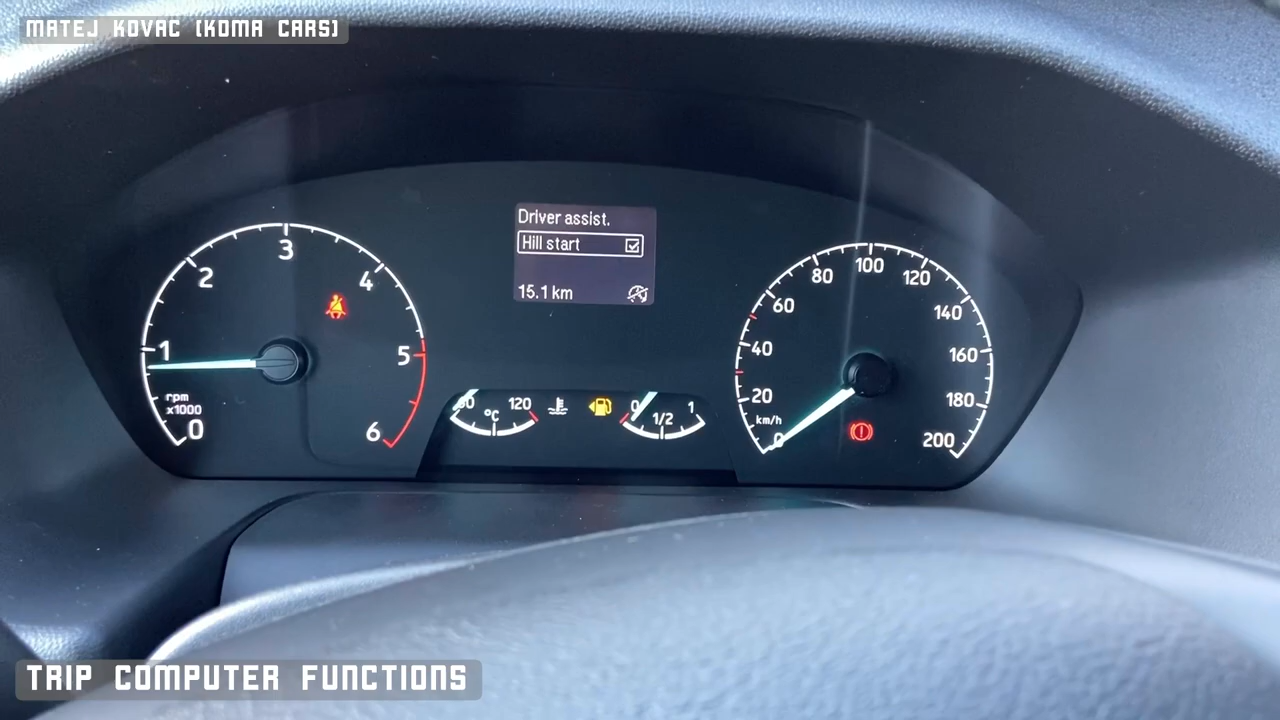 MATEJ KOVAC [KOMA CARS]
Driver assist.
Hill start
15.1 km
0
1
2
3
4
5
6
rpm
x1000
120
°C
0
1/2
1
0
20
40
60
80
100
120
140
160
180
200
km/h
TRIP COMPUTER FUNCTIONS